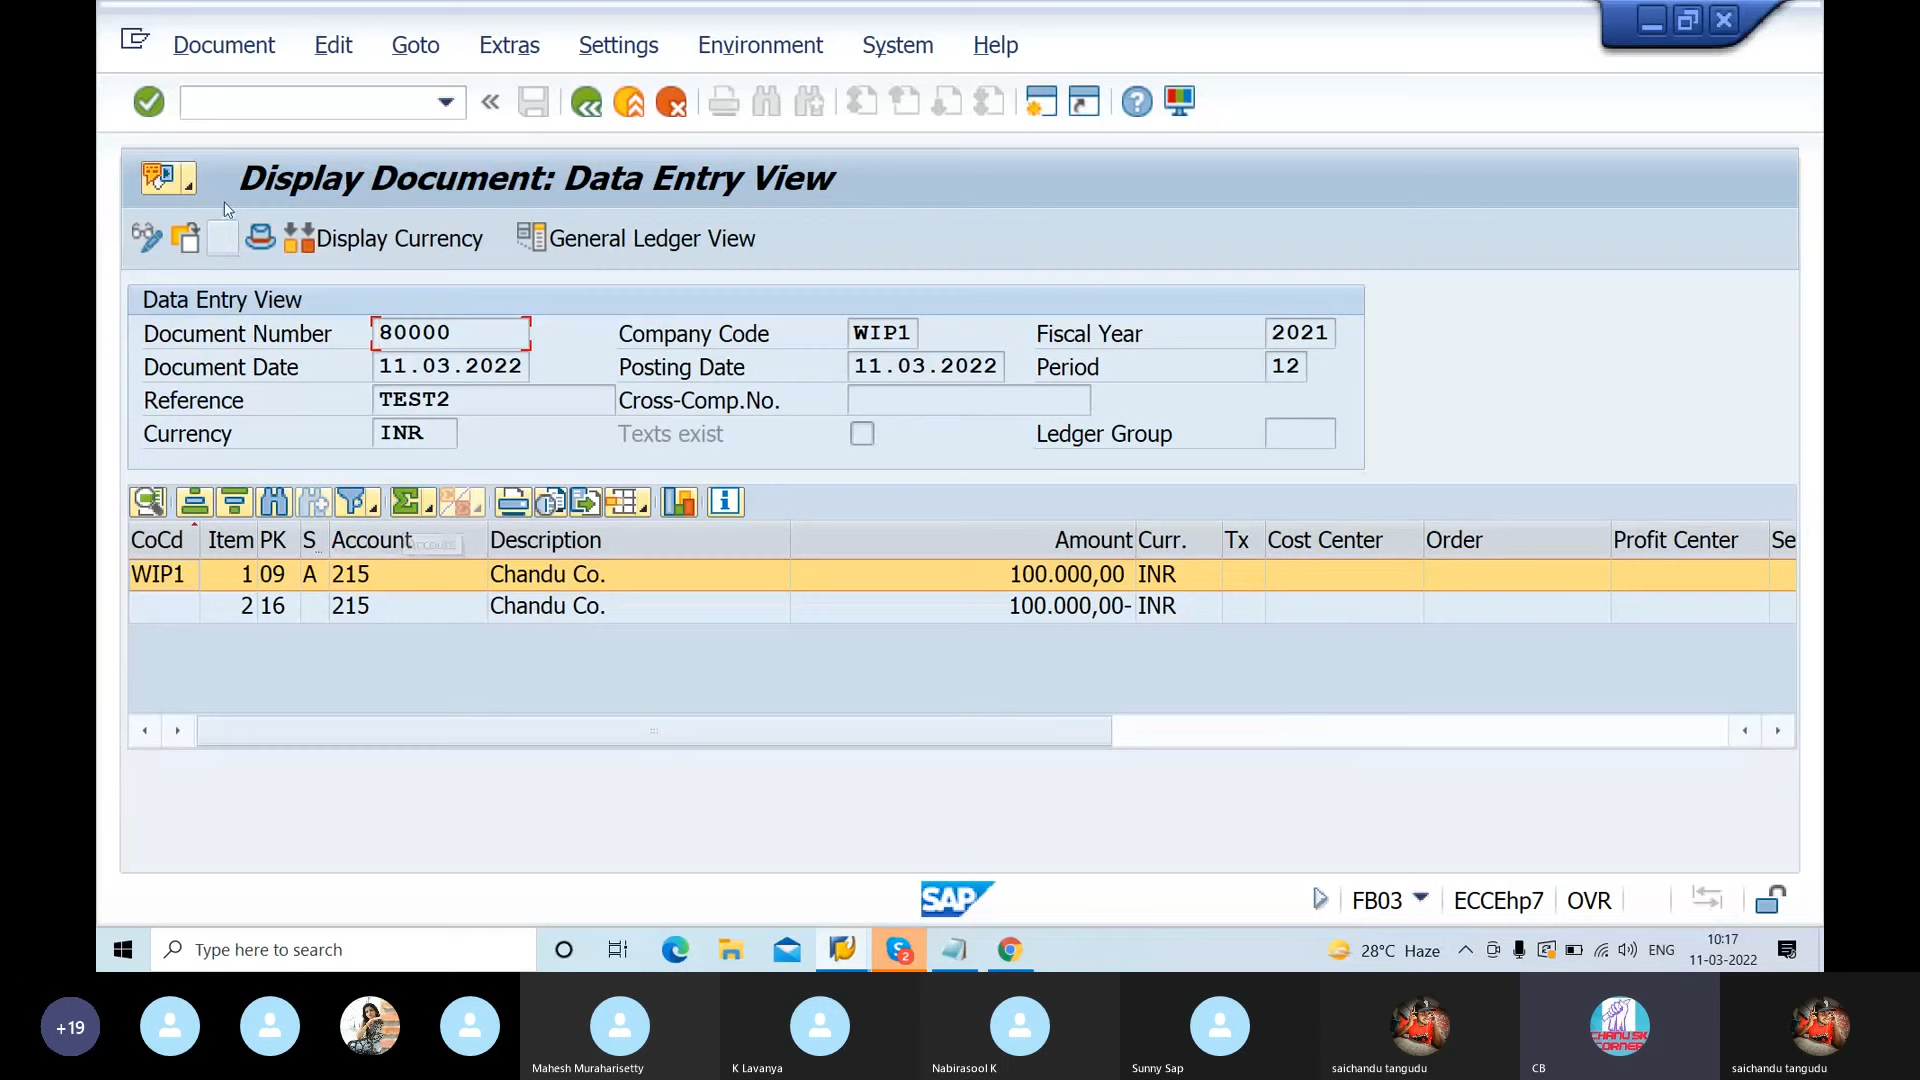 Document Edit Goto Extras Settings Environment System Help
Display Document: Data Entry View
Display Currency General Ledger View
Data Entry View
Document Number 80000 Company Code WIP1 Fiscal Year 2021
Document Date 11.03.2022 Posting Date 11.03.2022 Period 12
Reference TEST2 Cross-Comp.No.
Currency INR Texts exist Ledger Group
CoCd Item PK S Account Description Amount Curr. Tx Cost Center Order Profit Center Se
WIP1 1 09 A 215 Chandu Co. 100.000,00 INR
2 16 215 Chandu Co. 100.000,00- INR
SAP FB03 ECCEhp7 OVR
Type here to search 2 28°C Haze ENG 10:17
11-03-2022
+19
CHANU SK
CORNER
Mahesh Muraharisetty K Lavanya Nabirasool K Sunny Sap saichandu tangudu CB saichandu tangudu